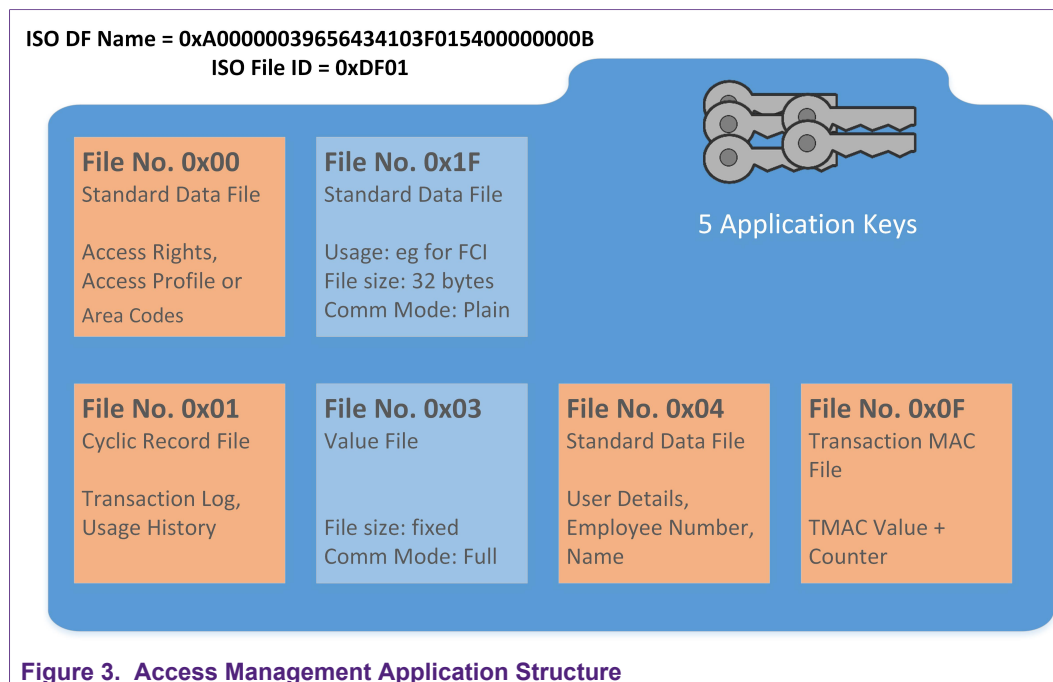 ISO DF Name = 0xA00000039656434103F015400000000B
ISO File ID = 0xDF01
File No. 0x00
Standard Data File
Access Rights,
Access Profile or
Area Codes
File No. 0x1F
Standard Data File
Usage: eg for FCI
File size: 32 bytes
Comm Mode: Plain
5 Application Keys
File No. 0x01
Cyclic Record File
Transaction Log,
Usage History
File No. 0x03
Value File
File size: fixed
Comm Mode: Full
File No. 0x04
Standard Data File
User Details,
Employee Number,
Name
File No. 0x0F
Transaction MAC
File
TMAC Value +
Counter
Figure 3. Access Management Application Structure